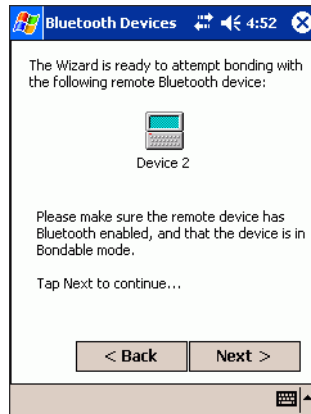 Bluetooth Devices 4:52
The Wizard is ready to attempt bonding with
the following remote Bluetooth device:
Device 2
Please make sure the remote device has
Bluetooth enabled, and that the device is in
Bondable mode.
Tap Next to continue...
< Back Next >